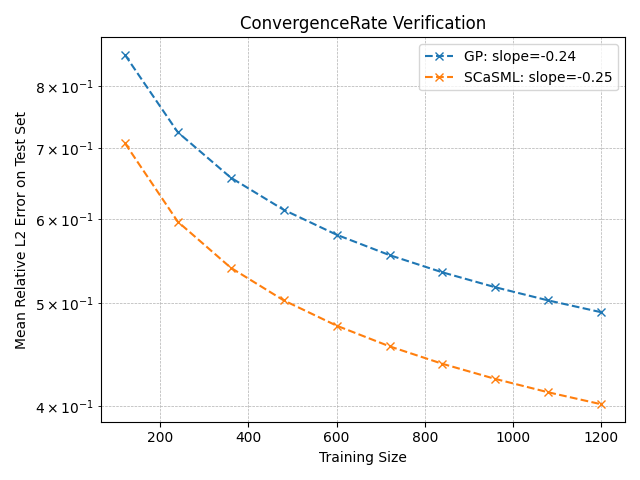 ConvergenceRate Verification
GP: slope=-0.24
SCaSML: slope=-0.25
Mean Relative L2 Error on Test Set
8 × 10⁻¹
7 × 10⁻¹
6 × 10⁻¹
5 × 10⁻¹
4 × 10⁻¹
200 400 600 800 1000 1200
Training Size